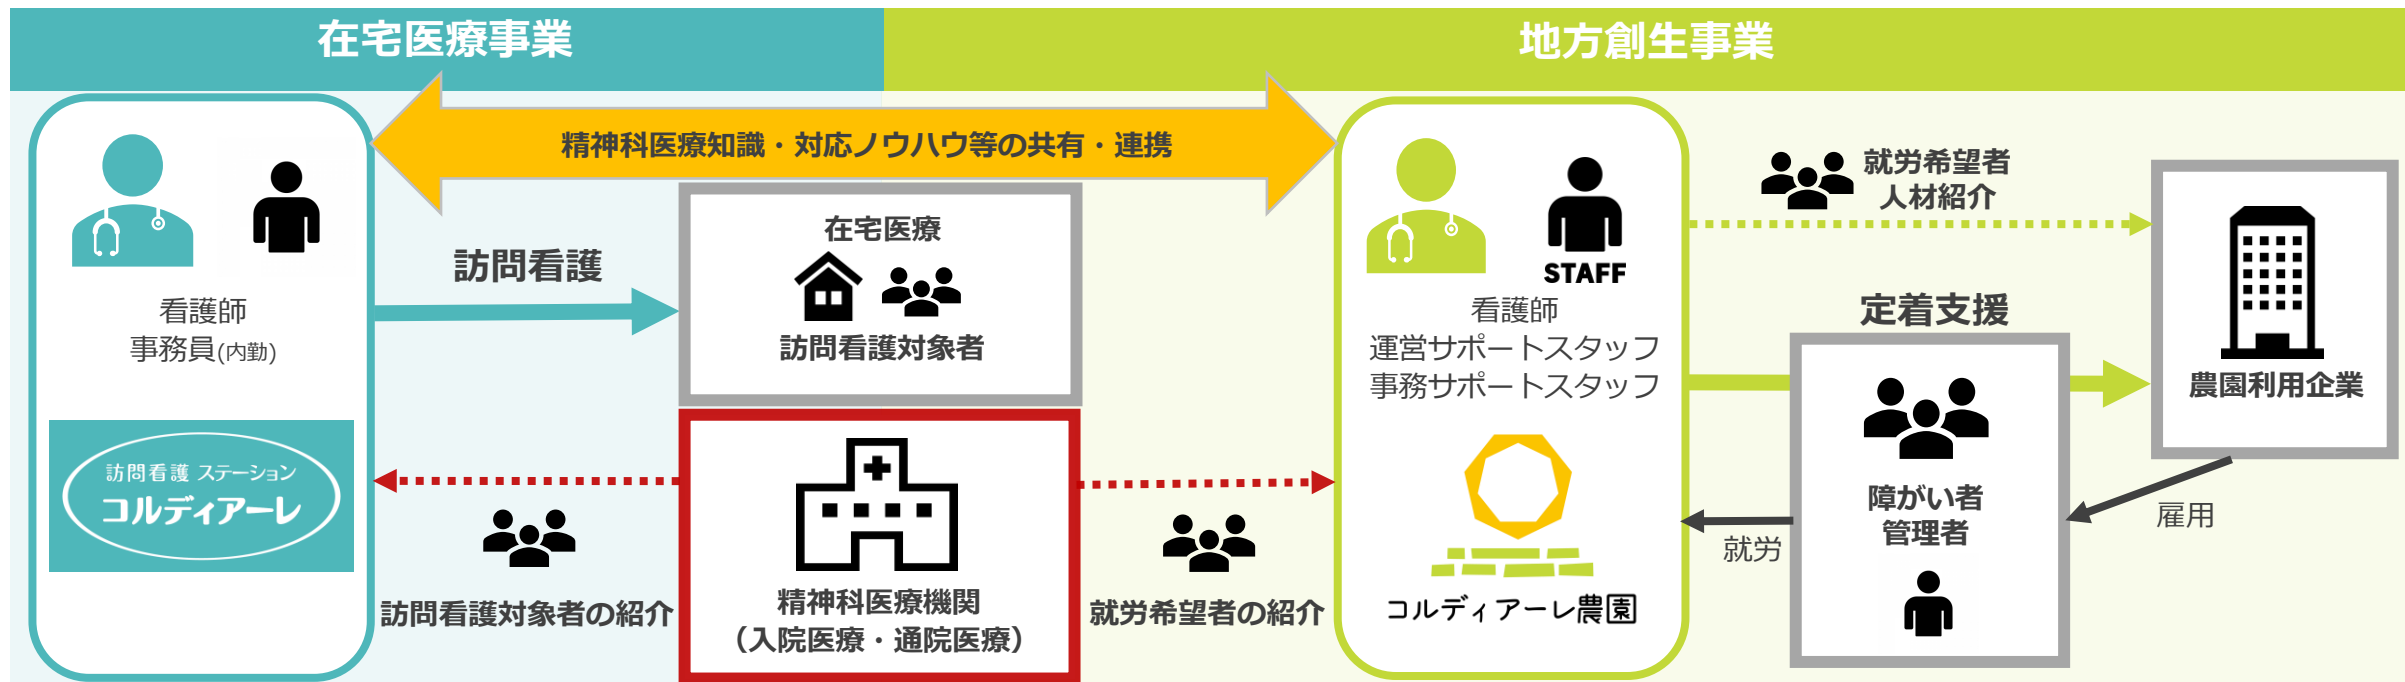 在宅医療事業
地方創生事業
精神科医療知識・対応ノウハウ等の共有・連携
看護師
事務員(内勤)
訪問看護 ステーション
コルディアーレ
訪問看護
在宅医療
訪問看護対象者
訪問看護対象者の紹介
精神科医療機関
（入院医療・通院医療）
就労希望者の紹介
STAFF
看護師
運営サポートスタッフ
事務サポートスタッフ
コルディアーレ農園
就労希望者
人材紹介
定着支援
障がい者
管理者
就労
農園利用企業
雇用